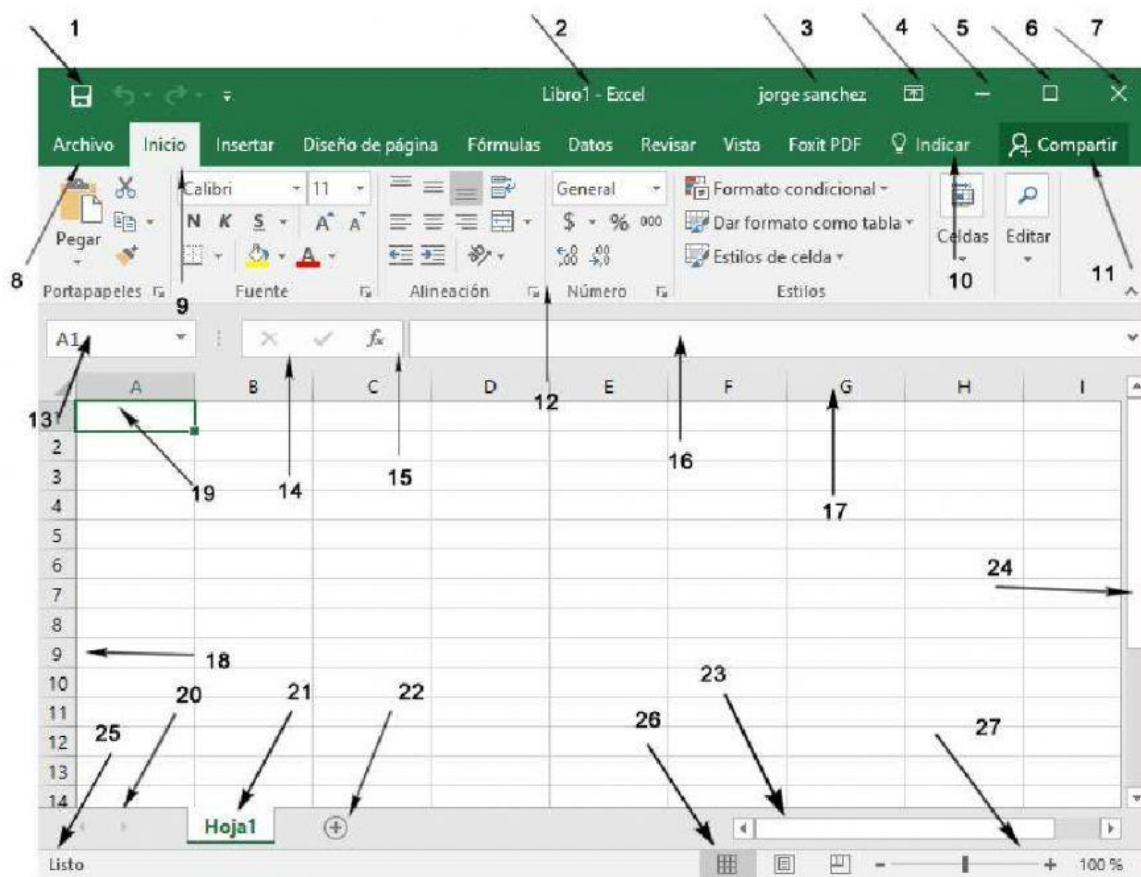 1 2 3 4 5 6 7
Libro1 - Excel jorge sanchez
Archivo Inicio Insertar Diseño de página Fórmulas Datos Revisar Vista Foxit PDF Indicar Compartir
Calibri 11 General Formato condicional
Pegar N K S A A $ % 000 Dar formato como tabla Celdas Editar
A Estilos de celda
8 10 11
Portapapeles Fuente Alineación Número Estilos
9
A1 fx
A B C D E F G H I
12
13 1
2 16
3 19 14 15
4 17
5
6
7 24
8
9 18
10 20 21 22 23
11
12 25 26 27
13
14
Hoja1
Listo 100 %